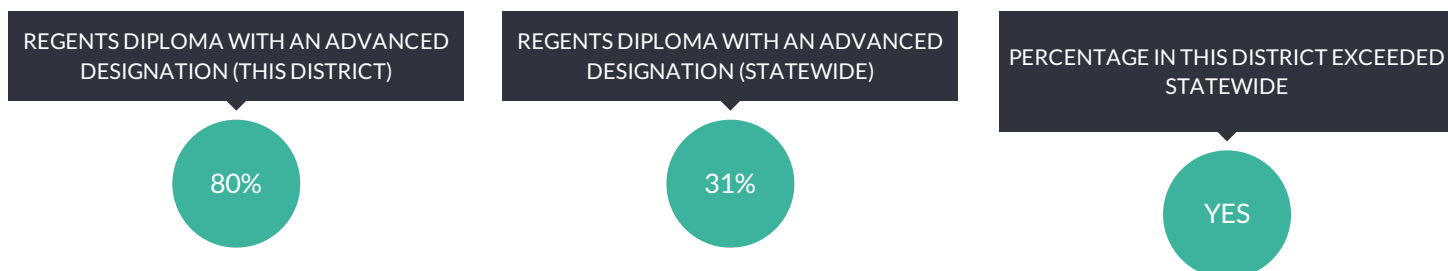 REGENTS DIPLOMA WITH AN ADVANCED
DESIGNATION (THIS DISTRICT)
80%
REGENTS DIPLOMA WITH AN ADVANCED
DESIGNATION (STATEWIDE)
31%
PERCENTAGE IN THIS DISTRICT EXCEEDED
STATEWIDE
YES